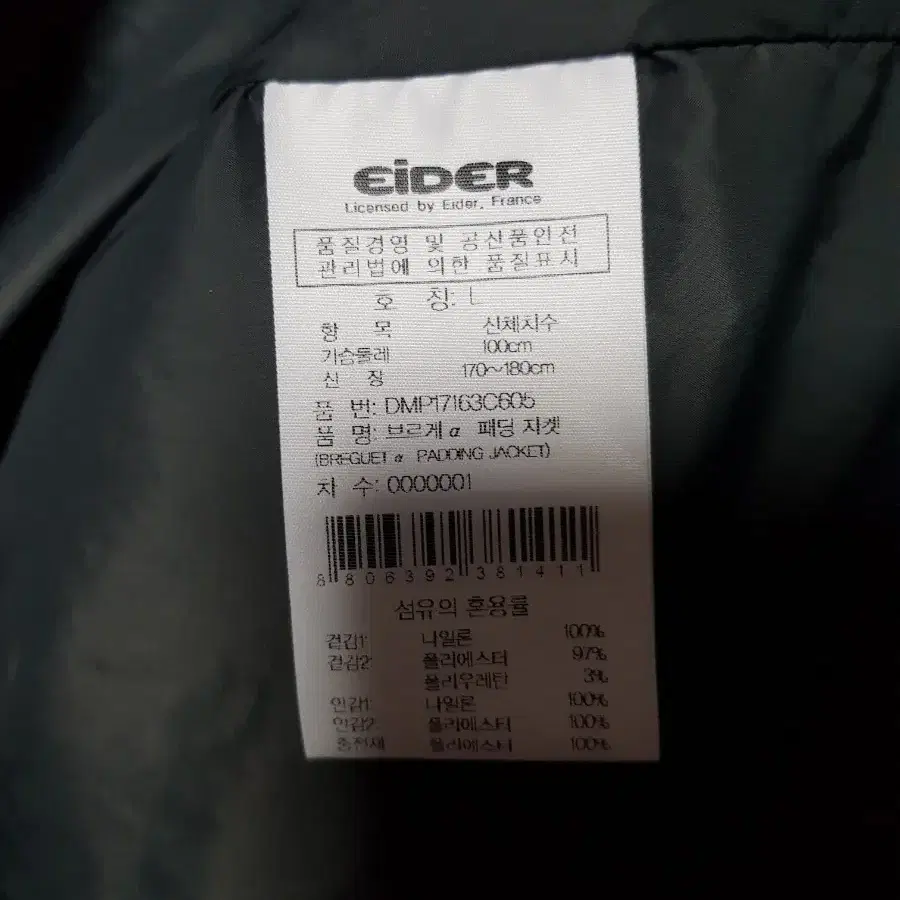 EiDER
Licensed by Eider, France
품질경영 및 공산품안전
관리법에 의한 품질표시
호 칭: L
항 목 신체치수
가슴둘레 100cm
신 장 170~180cm
품 번: DMP17163C605
품 명: 브르게α 패딩 자켓
(BREGUET α PADDING JACKET)
차 수: 0000001
8 806392 381411
섬유의 혼용률
겉감1: 나일론 100%
겉감2: 폴리에스터 97%
폴리우레탄 3%
안감1: 나일론 100%
안감2: 폴리에스터 100%
충전재 폴리에스터 100%